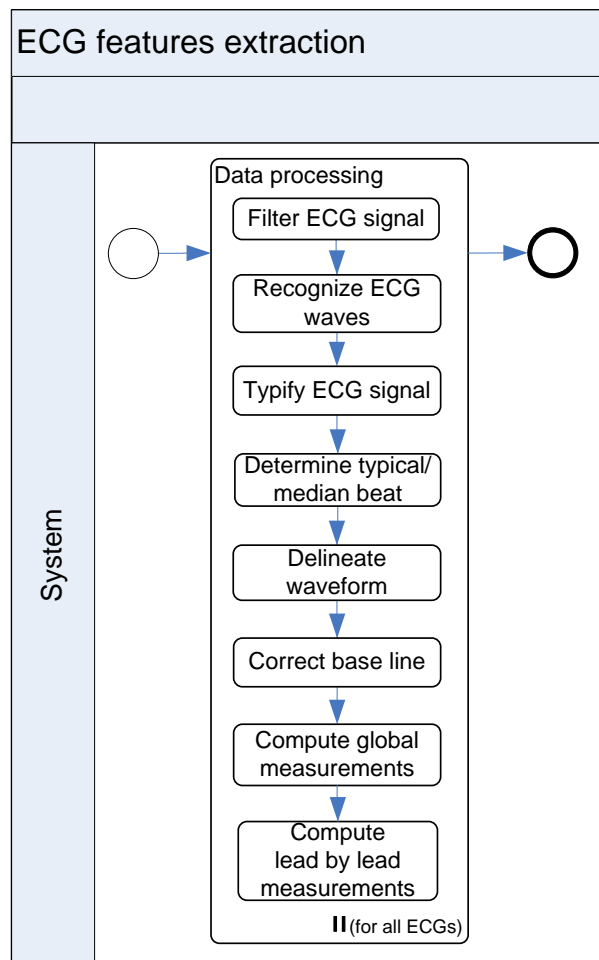 ECG features extraction
System
Data processing
Filter ECG signal
Recognize ECG
waves
Typify ECG signal
Determine typical/
median beat
Delineate
waveform
Correct base line
Compute global
measurements
Compute
lead by lead
measurements
(for all ECGs)